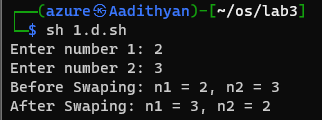 ┌──(azure㉿Aadithyan)-[~/os/lab3]
└─$ sh 1.d.sh
Enter number 1: 2
Enter number 2: 3
Before Swaping: n1 = 2, n2 = 3
After Swaping: n1 = 3, n2 = 2